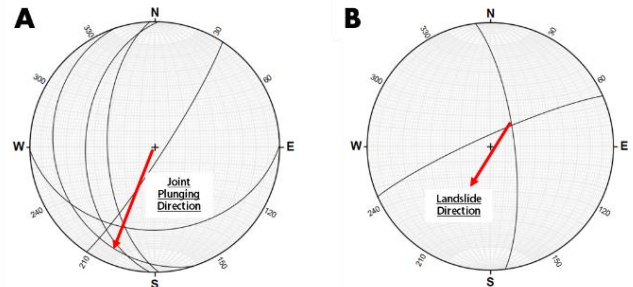 A
N
30
60
E
120
150
S
210
240
W
300
330
Joint
Plunging
Direction
B
N
30
60
E
120
150
S
210
240
W
300
330
Landslide
Direction